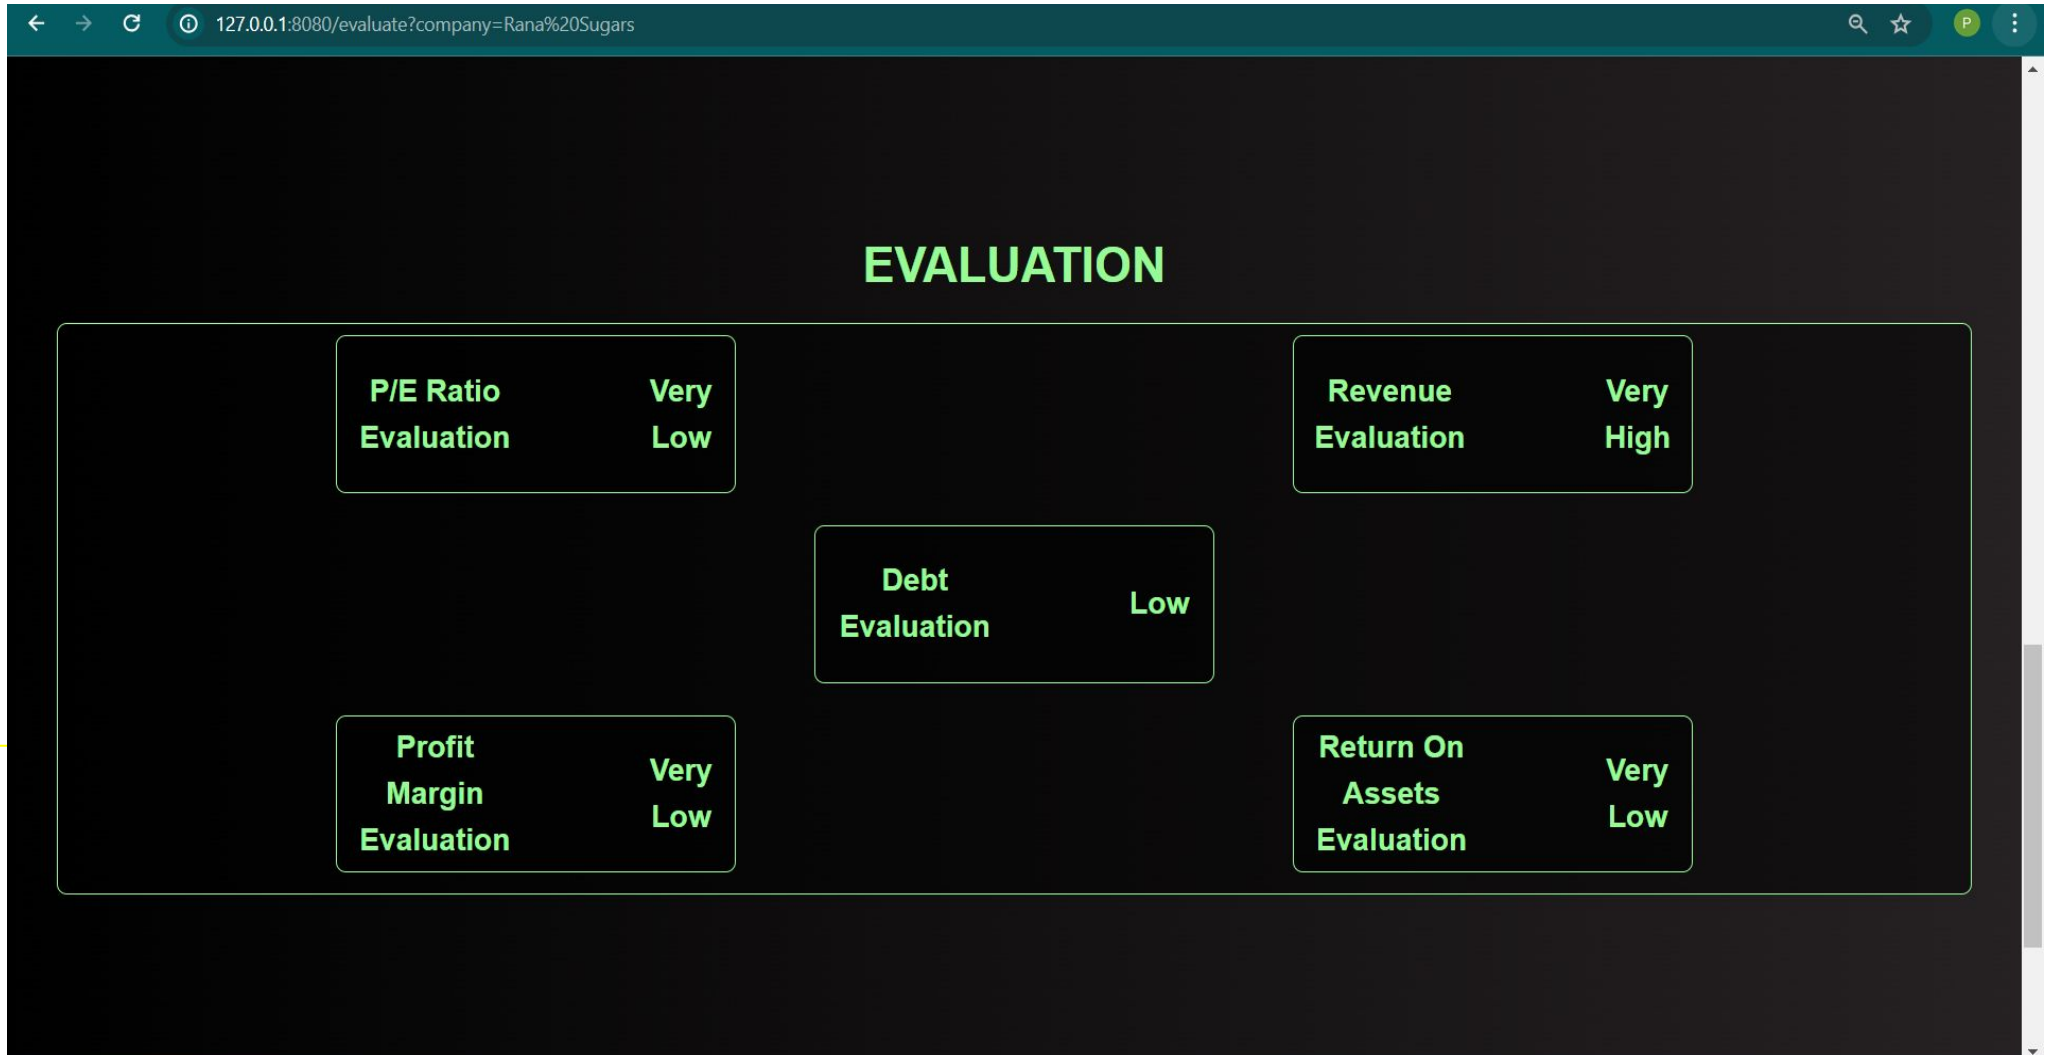 127.0.0.1:8080/evaluate?company=Rana%20Sugars
P
EVALUATION
P/E Ratio
Evaluation
Very
Low
Revenue
Evaluation
Very
High
Debt
Evaluation
Low
Profit
Margin
Evaluation
Very
Low
Return On
Assets
Evaluation
Very
Low